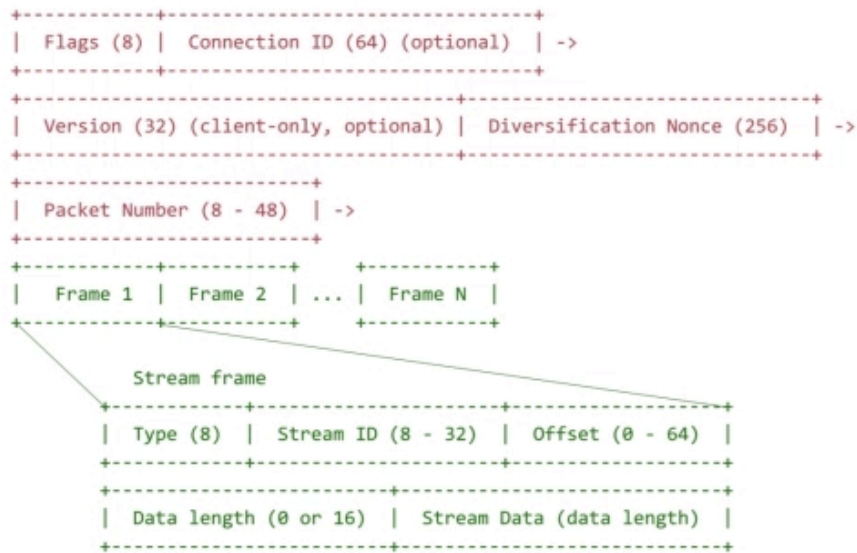 Flags (8) | Connection ID (64) (optional) | ->
Version (32) (client-only, optional) | Diversification Nonce (256) | ->
Packet Number (8 - 48) | ->
Frame 1 | Frame 2 | ... | Frame N |
Stream frame
Type (8) | Stream ID (8 - 32) | Offset (0 - 64) |
Data length (0 or 16) | Stream Data (data length) |